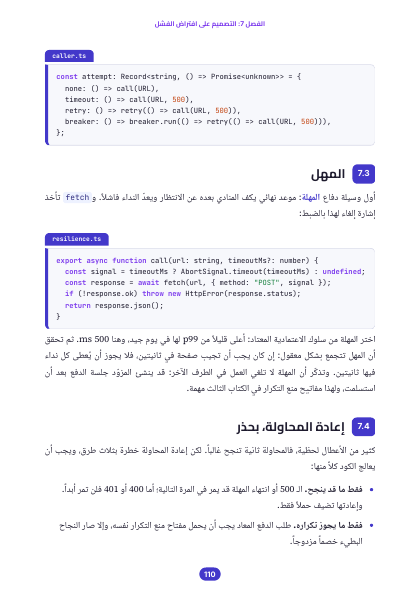 الفصل 7: التصميم على افتراض الفشل
caller.ts
const attempt: Record<string, () => Promise<unknown>> = {
none: () => call(URL),
timeout: () => call(URL, 500),
retry: () => retry(() => call(URL, 500)),
breaker: () => breaker.run(() => retry(() => call(URL, 500))),
};
7.3 المهل
أول وسيلة دفاع المهلة: موعد نهائي يكف المنادي بعده عن الانتظار ويعدّ النداء فاشلاً. و fetch تأخذ
إشارة إلغاء لهذا بالضبط:
resilience.ts
export async function call(url: string, timeoutMs?: number) {
const signal = timeoutMs ? AbortSignal.timeout(timeoutMs) : undefined;
const response = await fetch(url, { method: "POST", signal });
if (!response.ok) throw new HttpError(response.status);
return response.json();
}
اختر المهلة من سلوك الاعتمادية المعتاد: أعلى قليلاً من p99 لها في يوم جيد، وهنا 500 ms. ثم تحقق
أن المهل تتجمع بشكل معقول: إن كان يجب أن تجيب صفحة في ثانيتين، فلا يجوز أن يُعطى كل نداء
فيها ثانيتين. وتذكّر أن المهلة لا تلغي العمل في الطرف الآخر: قد ينشئ المزوّد جلسة الدفع بعد أن
استسلمت، ولهذا مفاتيح منع التكرار في الكتاب الثالث مهمة.
7.4 إعادة المحاولة، بحذر
كثير من الأعطال لحظية، فالمحاولة ثانية تنجح غالباً. لكن إعادة المحاولة خطرة بثلاث طرق، ويجب أن
يعالج الكود كلاً منها:
• فقط ما قد ينجح. الـ 500 أو انتهاء المهلة قد يمر في المرة التالية؛ أما 400 أو 401 فلن تمر أبداً.
وإعادتها تضيف حملاً فقط.
• فقط ما يجوز تكراره. طلب الدفع المعاد يجب أن يحمل مفتاح منع التكرار نفسه، وإلا صار النجاح
البطيء خصماً مزدوجاً.
110